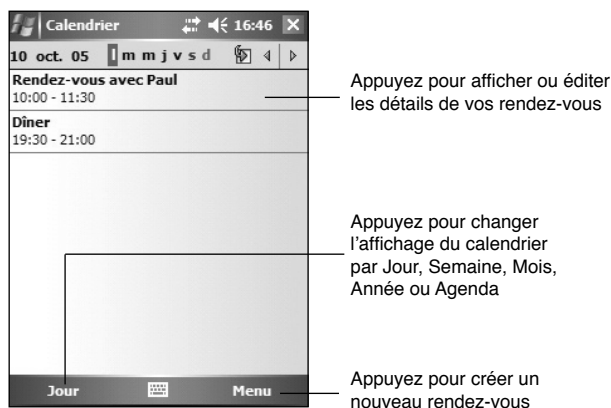 Calendrier 16:46
10 oct. 05 l m m j v s d
Rendez-vous avec Paul
10:00 - 11:30
Dîner
19:30 - 21:00
Jour Menu
Appuyez pour afficher ou éditer
les détails de vos rendez-vous
Appuyez pour changer
l’affichage du calendrier
par Jour, Semaine, Mois,
Année ou Agenda
Appuyez pour créer un
nouveau rendez-vous